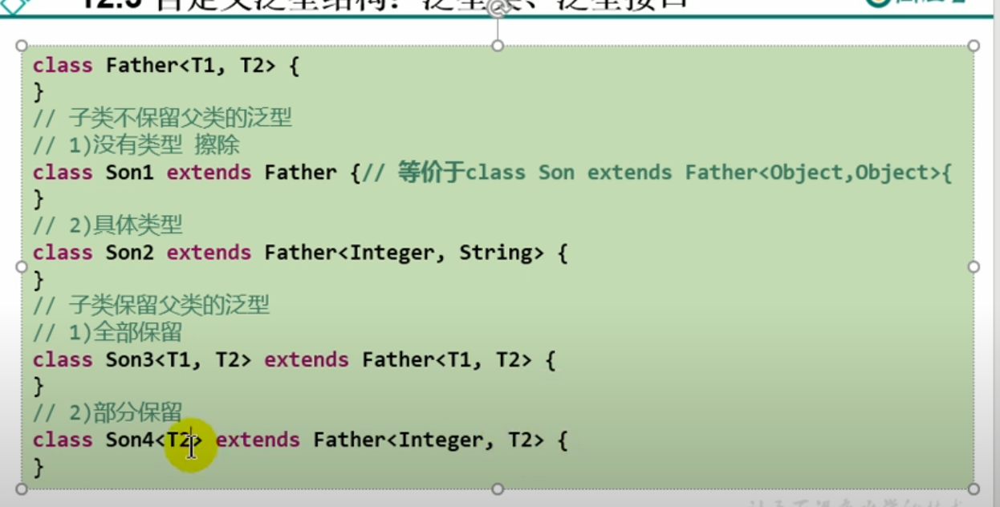 12.3 自定义泛型结构：泛型类、泛型接口
class Father<T1, T2> {
}
// 子类不保留父类的泛型
// 1)没有类型 擦除
class Son1 extends Father {// 等价于class Son extends Father<Object,Object>{
}
// 2)具体类型
class Son2 extends Father<Integer, String> {
}
// 子类保留父类的泛型
// 1)全部保留
class Son3<T1, T2> extends Father<T1, T2> {
}
// 2)部分保留
class Son4<T2> extends Father<Integer, T2> {
}